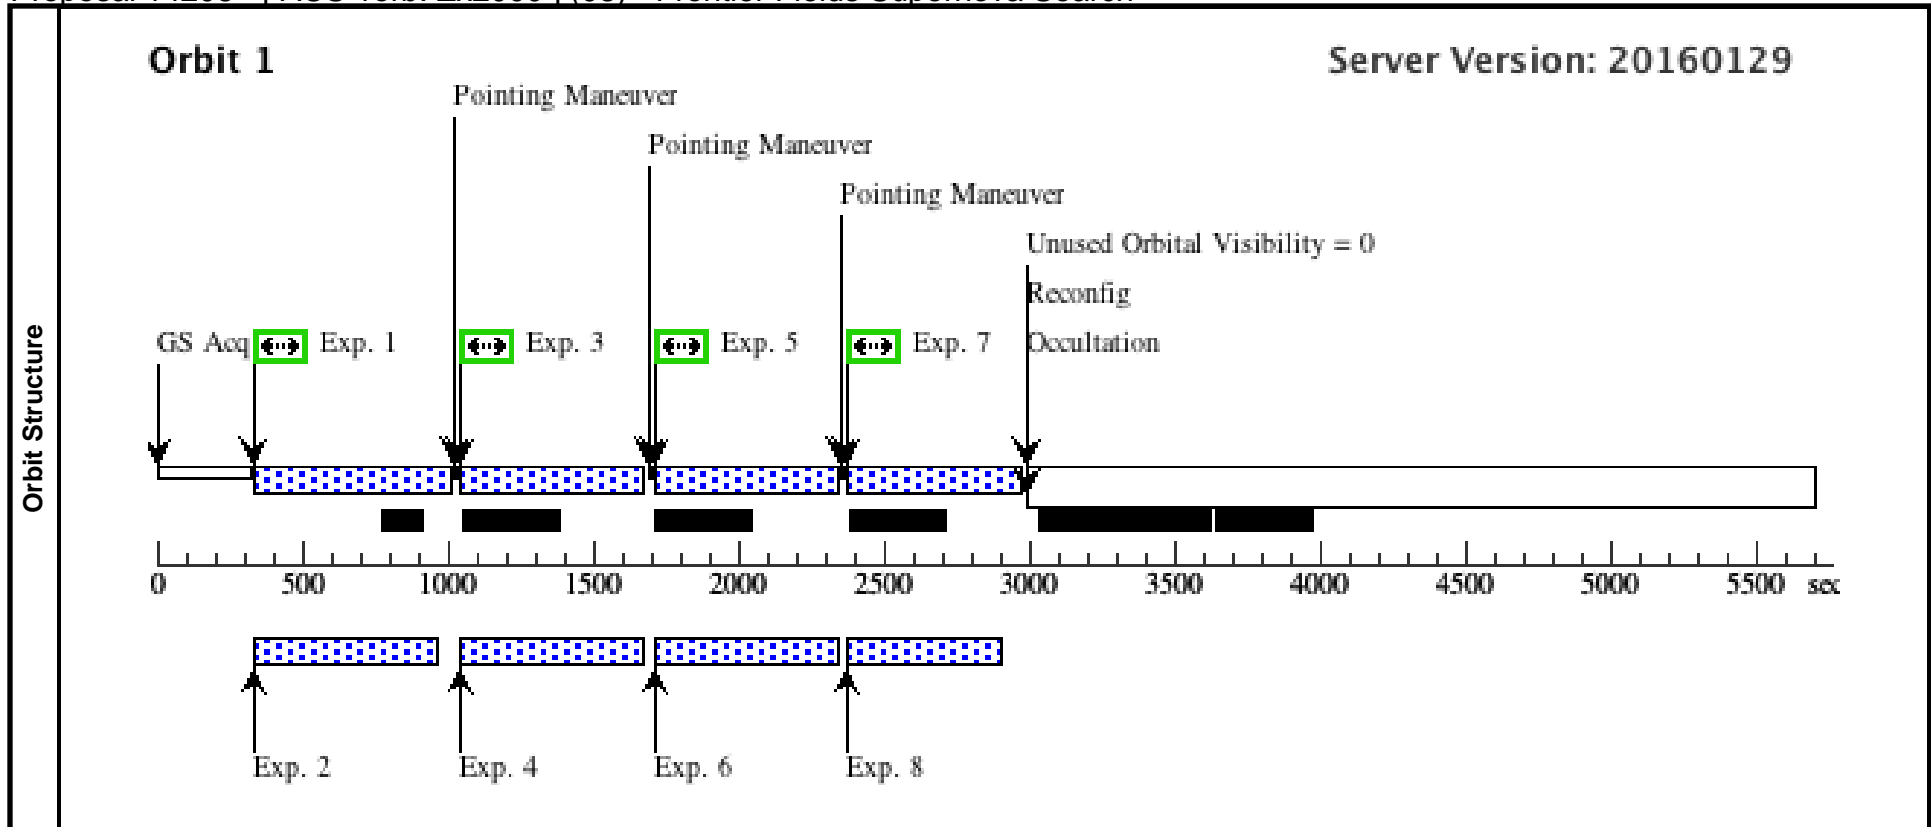 Orbit 1
Server Version: 20160129
Pointing Maneuver
Pointing Maneuver
Pointing Maneuver
Unused Orbital Visibility = 0
Reconfig
GS Acq Exp. 1 Exp. 3 Exp. 5 Exp. 7 Occultation
Orbit Structure
0 500 1000 1500 2000 2500 3000 3500 4000 4500 5000 5500 sec
Exp. 2 Exp. 4 Exp. 6 Exp. 8